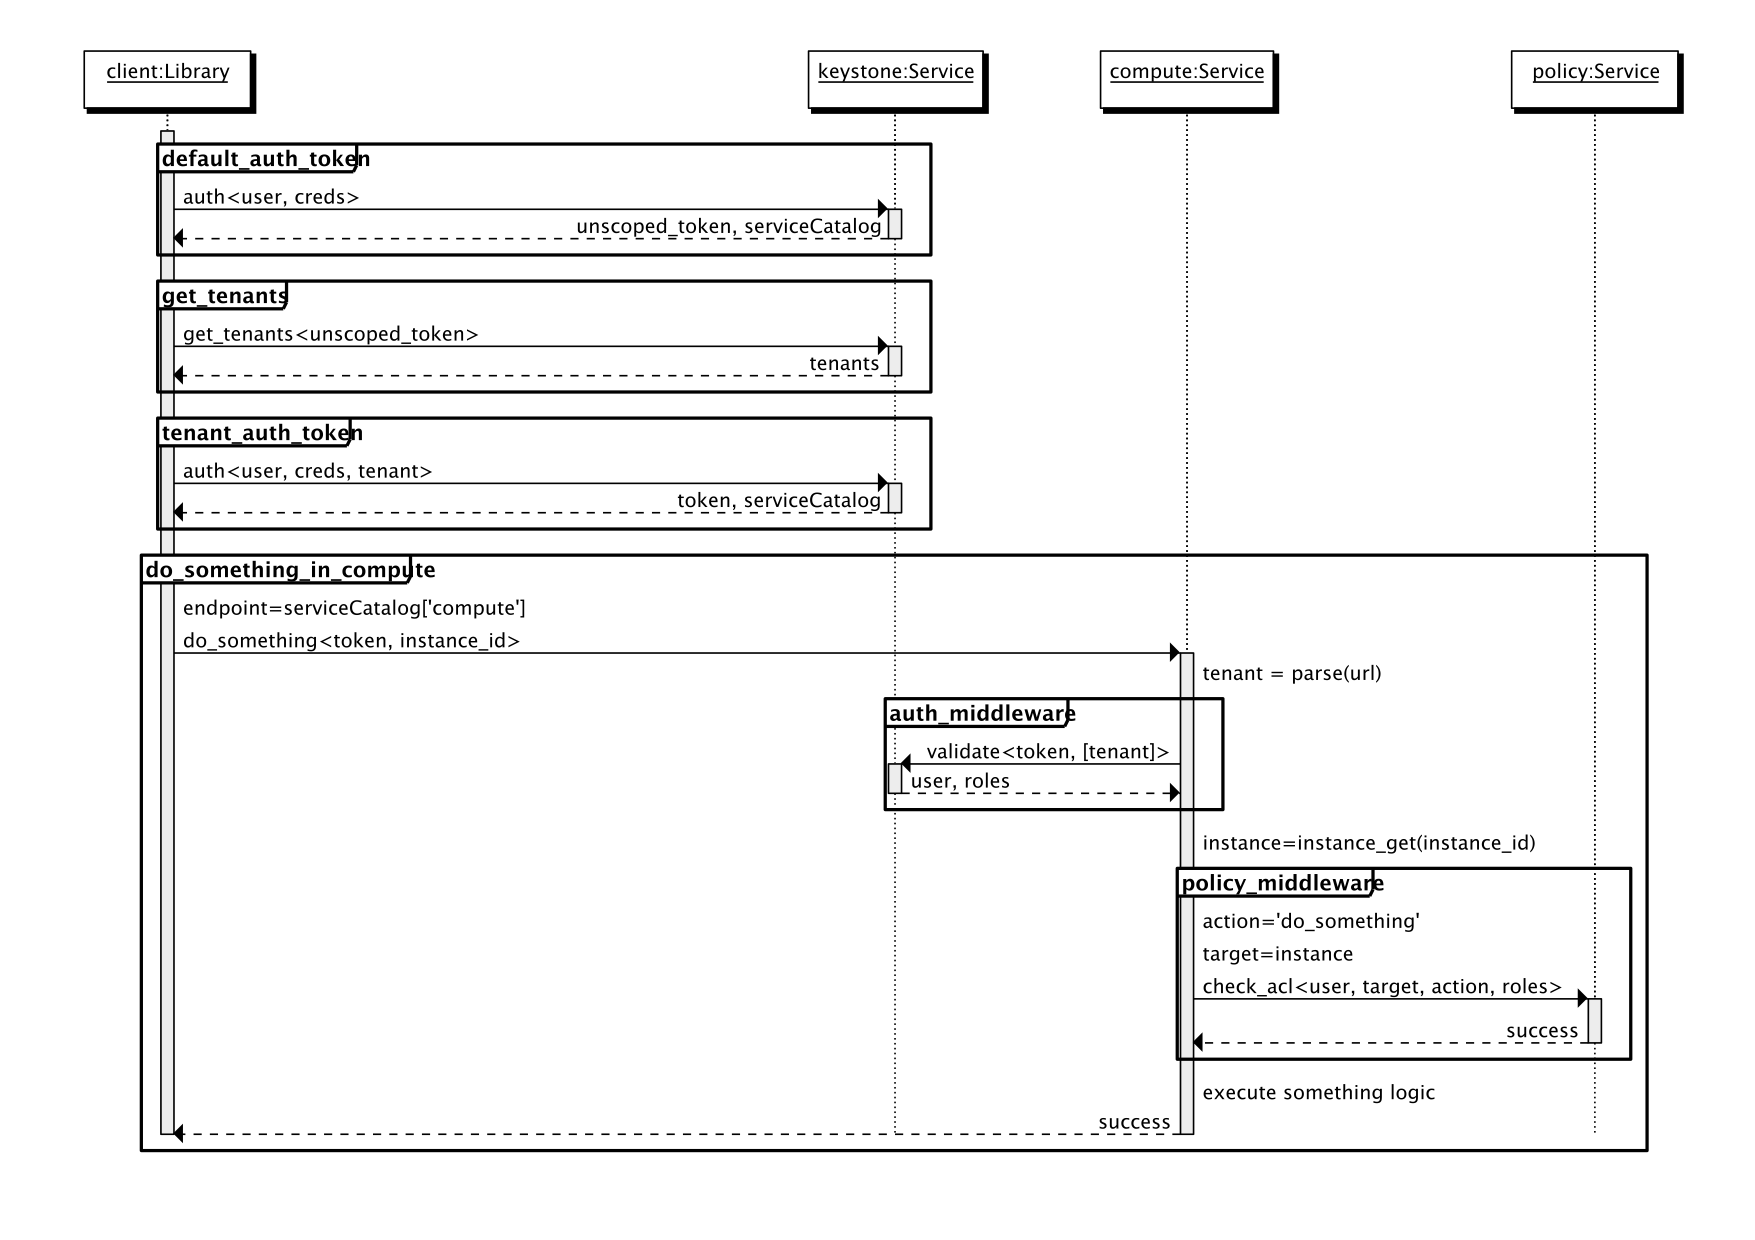 client:Library
keystone:Service
compute:Service
policy:Service
default_auth_token
auth<user, creds>
unscoped_token, serviceCatalog
get_tenants
get_tenants<unscoped_token>
tenants
tenant_auth_token
auth<user, creds, tenant>
token, serviceCatalog
do_something_in_compute
endpoint=serviceCatalog['compute']
do_something<token, instance_id>
tenant = parse(url)
auth_middleware
validate<token, [tenant]>
user, roles
instance=instance_get(instance_id)
policy_middleware
action='do_something'
target=instance
check_acl<user, target, action, roles>
success
execute something logic
success